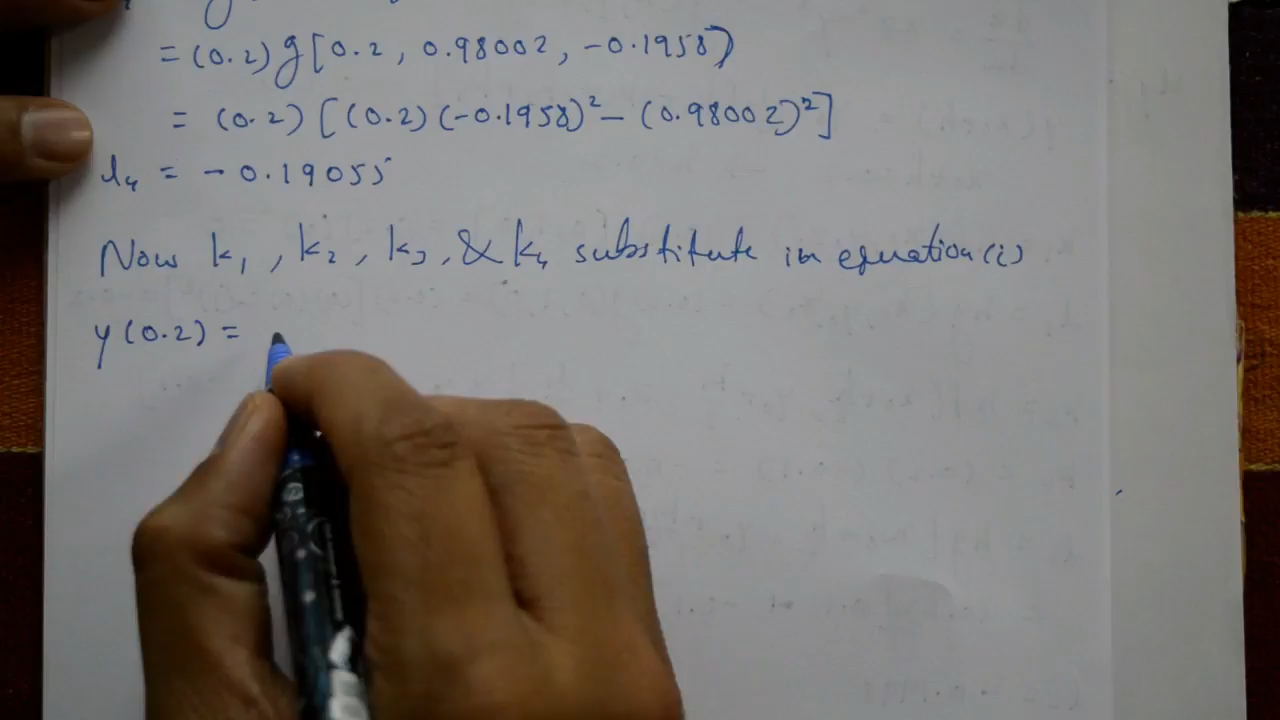 = (0.2) g[0.2, 0.98002, -0.1958)
= (0.2) [(0.2) (-0.1958)² - (0.98002)²]
l₄ = - 0.19055
Now k₁, k₂, k₃, & k₄ substitute in equation (i)
y(0.2) =